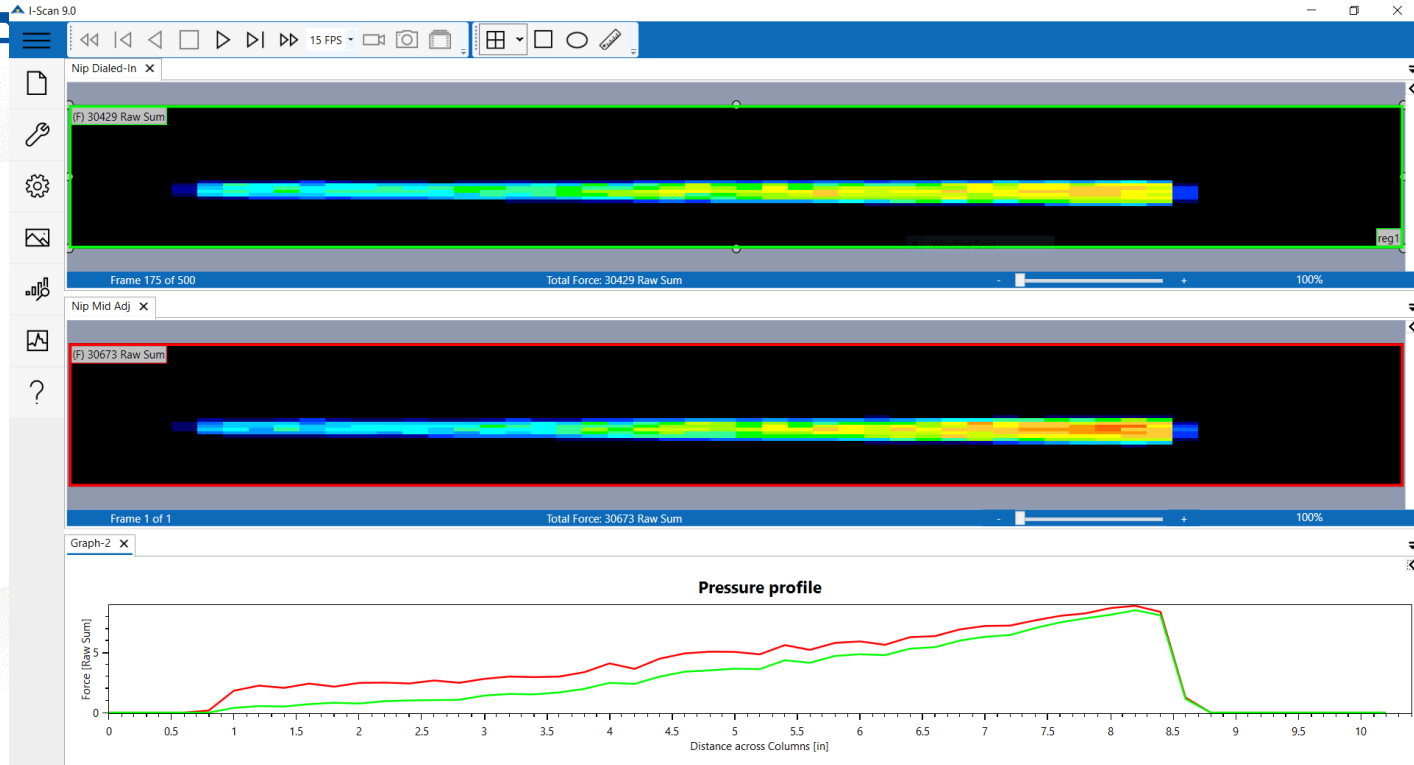 I-Scan 9.0
15 FPS
Nip Dialed-In
(F) 30429 Raw Sum
reg1
Frame 175 of 500
Total Force: 30429 Raw Sum
- +
100%
Nip Mid Adj
(F) 30673 Raw Sum
Frame 1 of 1
Total Force: 30673 Raw Sum
- +
100%
Graph-2
Pressure profile
Force [Raw Sum]
5
0
0 0.5 1 1.5 2 2.5 3 3.5 4 4.5 5 5.5 6 6.5 7 7.5 8 8.5 9 9.5 10
Distance across Columns [in]